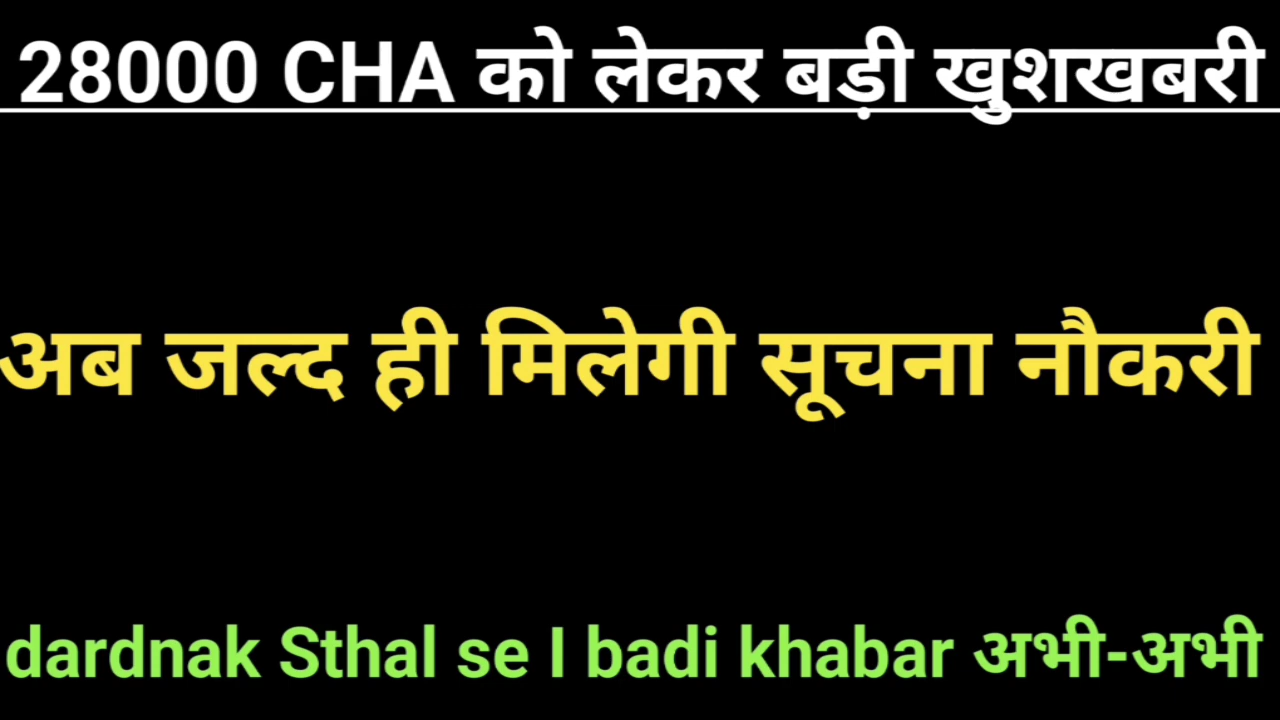 28000 CHA को लेकर बड़ी खुशखबरी
अब जल्द ही मिलेगी सूचना नौकरी
dardnak Sthal se I badi khabar अभी-अभी